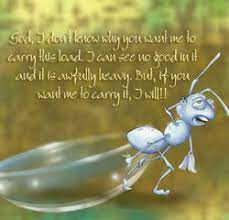 God, I don't know why you want me to
carry this load. I can see no good in it
and it is awfully heavy. But, if you
want me to carry it, I will!!